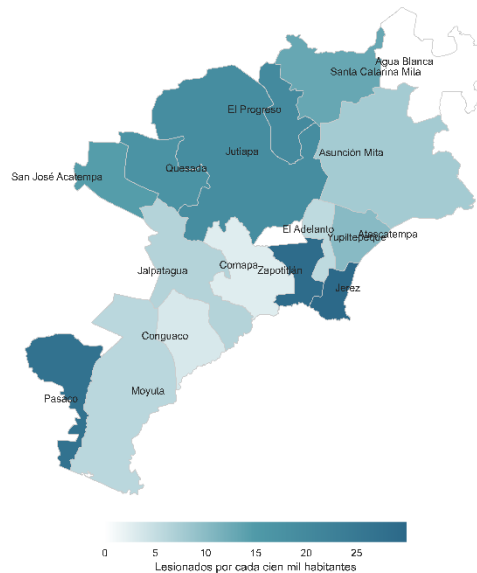 Agua Blanca
Santa Catarina Mita
El Progreso
Jutiapa
Asunción Mita
Quesada
San José Acatempa
El Adelanto
Atescatempa
Yupiltepeque
Comapa
Zapotitlán
Jalpatagua
Jerez
Conguaco
Moyuta
Pasaco
0 5 10 15 20 25
Lesionados por cada cien mil habitantes